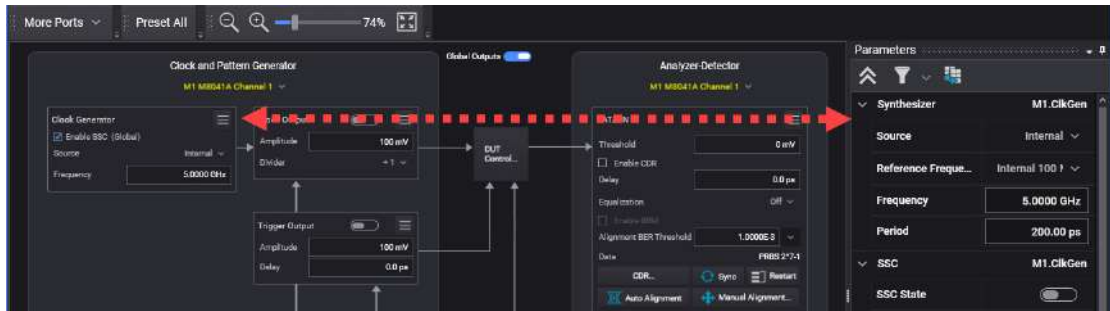 More Ports
Preset All
74%
Clock and Pattern Generator
M1 M8041A Channel 1
Clock Generator
Enable SSC (Global)
Source Internal
Frequency 5.0000 GHz
Output
Amplitude 100 mV
Divider ÷1
Trigger Output
Amplitude 100 mV
Delay 0.0 ps
Global Outputs
DUT
Control...
Analyzer-Detector
M1 M8041A Channel 1
Threshold 0 mV
Enable CDR
Delay 0.0 ps
Equalization Off
Alignment BER Threshold 1.0000E-3
Data PRBS 2^7-1
CDR... Sync Restart
Auto Alignment Manual Alignment...
Parameters
Synthesizer M1.ClkGen
Source Internal
Reference Freque... Internal 100
Frequency 5.0000 GHz
Period 200.00 ps
SSC M1.ClkGen
SSC State